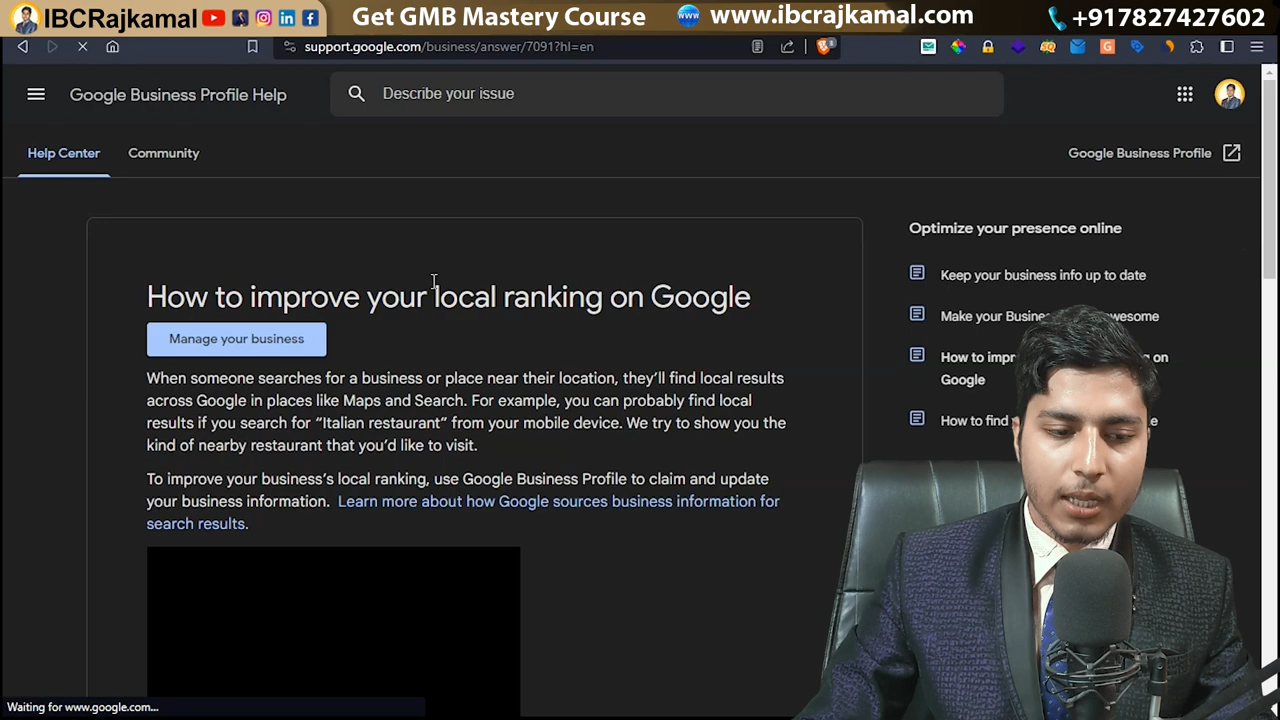 IBCRajkamal
Get GMB Mastery Course
www.ibcrajkamal.com
+917827427602
support.google.com/business/answer/7091?hl=en
Google Business Profile Help
Describe your issue
Help Center
Community
Google Business Profile
How to improve your local ranking on Google
Manage your business
When someone searches for a business or place near their location, they'll find local results
across Google in places like Maps and Search. For example, you can probably find local
results if you search for "Italian restaurant" from your mobile device. We try to show you the
kind of nearby restaurant that you'd like to visit.
To improve your business's local ranking, use Google Business Profile to claim and update
your business information. Learn more about how Google sources business information for
search results.
Optimize your presence online
Keep your business info up to date
Make your awesome
How to on
Google
How to find
Waiting for www.google.com...